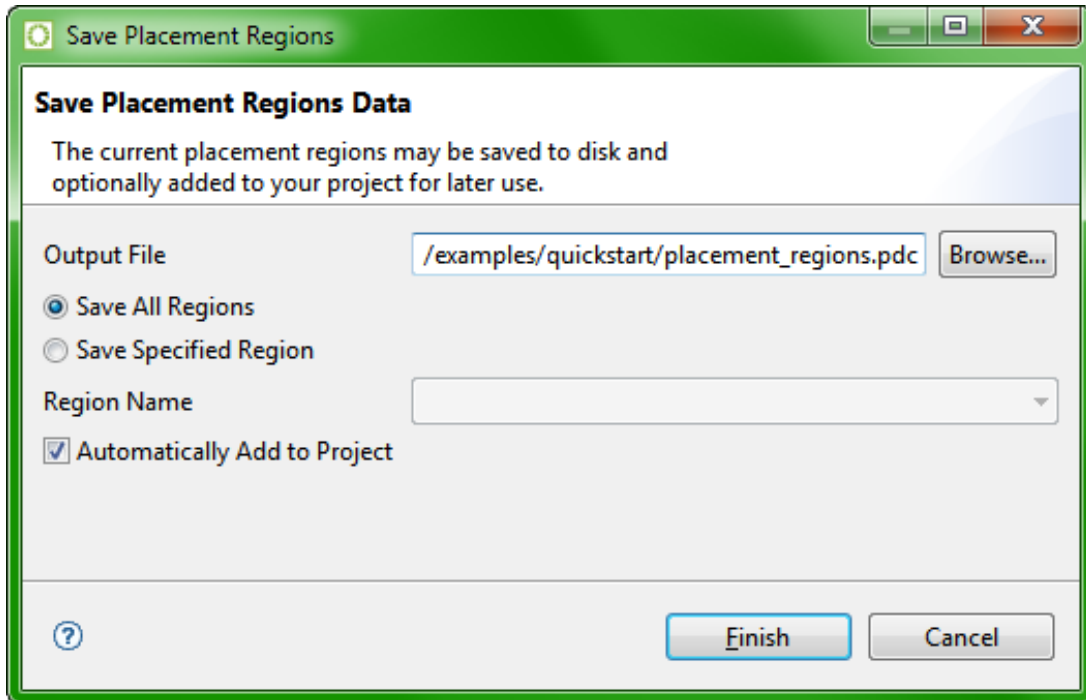 Save Placement Regions
Save Placement Regions Data
The current placement regions may be saved to disk and
optionally added to your project for later use.
Output File /examples/quickstart/placement_regions.pdc Browse...
Save All Regions
Save Specified Region
Region Name
Automatically Add to Project
? Finish Cancel